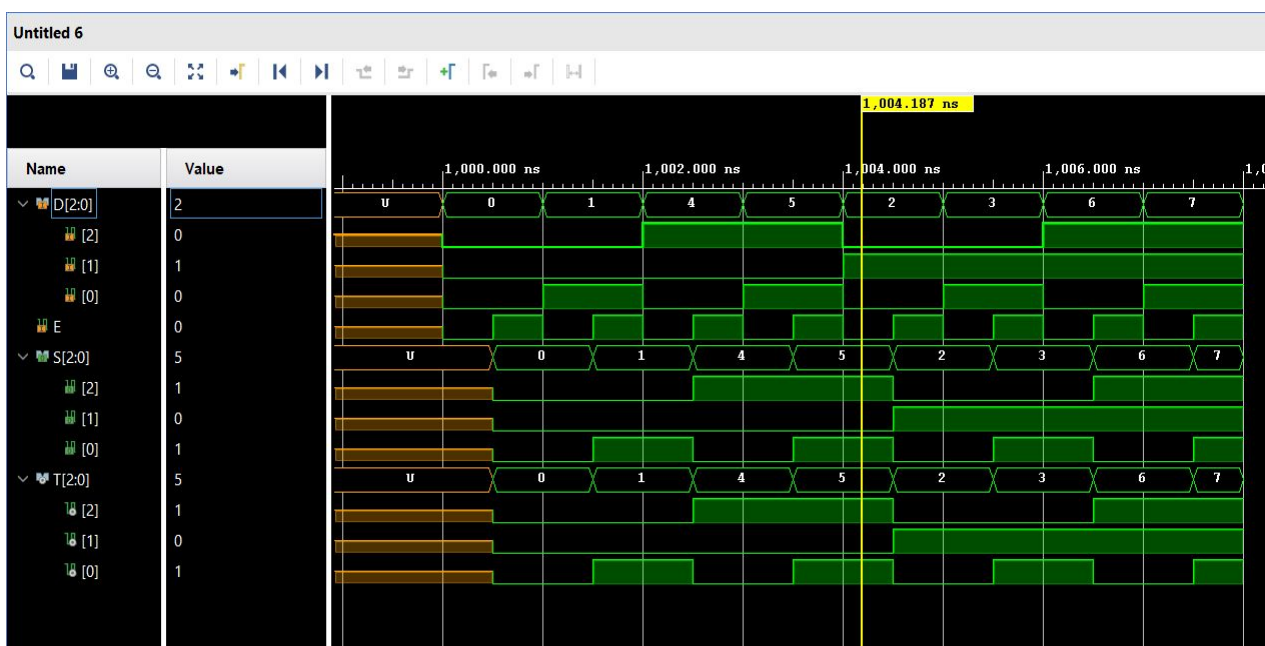 Untitled 6
1,004.187 ns
Name Value 1,000.000 ns 1,002.000 ns 1,004.000 ns 1,006.000 ns 1,0
D[2:0] 2 U 0 1 4 5 2 3 6 7
[2] 0
[1] 1
[0] 0
E 0
S[2:0] 5 U 0 1 4 5 2 3 6 7
[2] 1
[1] 0
[0] 1
T[2:0] 5 U 0 1 4 5 2 3 6 7
[2] 1
[1] 0
[0] 1